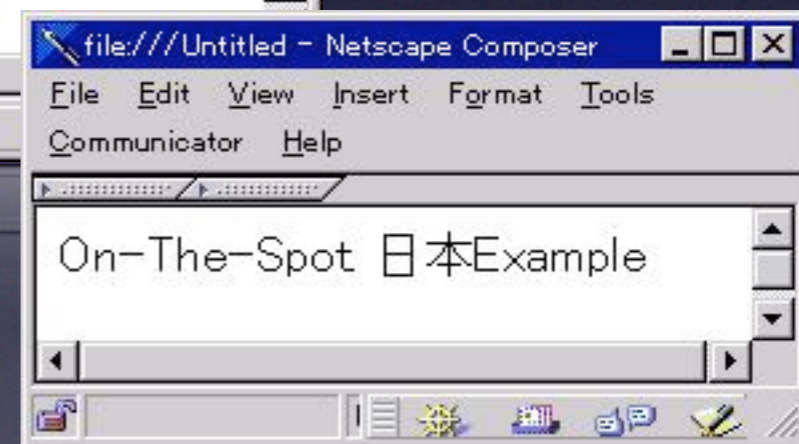 file:///Untitled - Netscape Composer
File Edit View Insert Format Tools
Communicator Help
On-The-Spot 日本Example